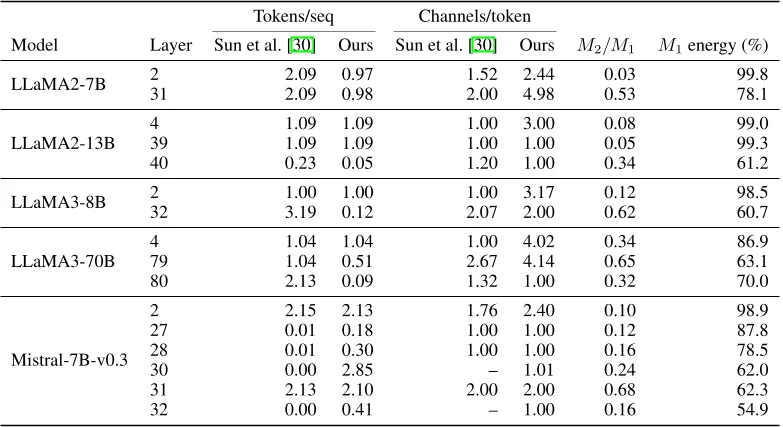 Tokens/seq Channels/token
Model Layer Sun et al. [30] Ours Sun et al. [30] Ours M₂/M₁ M₁ energy (%)
LLaMA2-7B 2 2.09 0.97 1.52 2.44 0.03 99.8
31 2.09 0.98 2.00 4.98 0.53 78.1
LLaMA2-13B 4 1.09 1.09 1.00 3.00 0.08 99.0
39 1.09 1.09 1.00 1.00 0.05 99.3
40 0.23 0.05 1.20 1.00 0.34 61.2
LLaMA3-8B 2 1.00 1.00 1.00 3.17 0.12 98.5
32 3.19 0.12 2.07 2.00 0.62 60.7
LLaMA3-70B 4 1.04 1.04 1.00 4.02 0.34 86.9
79 1.04 0.51 2.67 4.14 0.65 63.1
80 2.13 0.09 1.32 1.00 0.32 70.0
Mistral-7B-v0.3 2 2.15 2.13 1.76 2.40 0.10 98.9
27 0.01 0.18 1.00 1.00 0.12 87.8
28 0.01 0.30 1.00 1.00 0.16 78.5
30 0.00 2.85 – 1.01 0.24 62.0
31 2.13 2.10 2.00 2.00 0.68 62.3
32 0.00 0.41 – 1.00 0.16 54.9